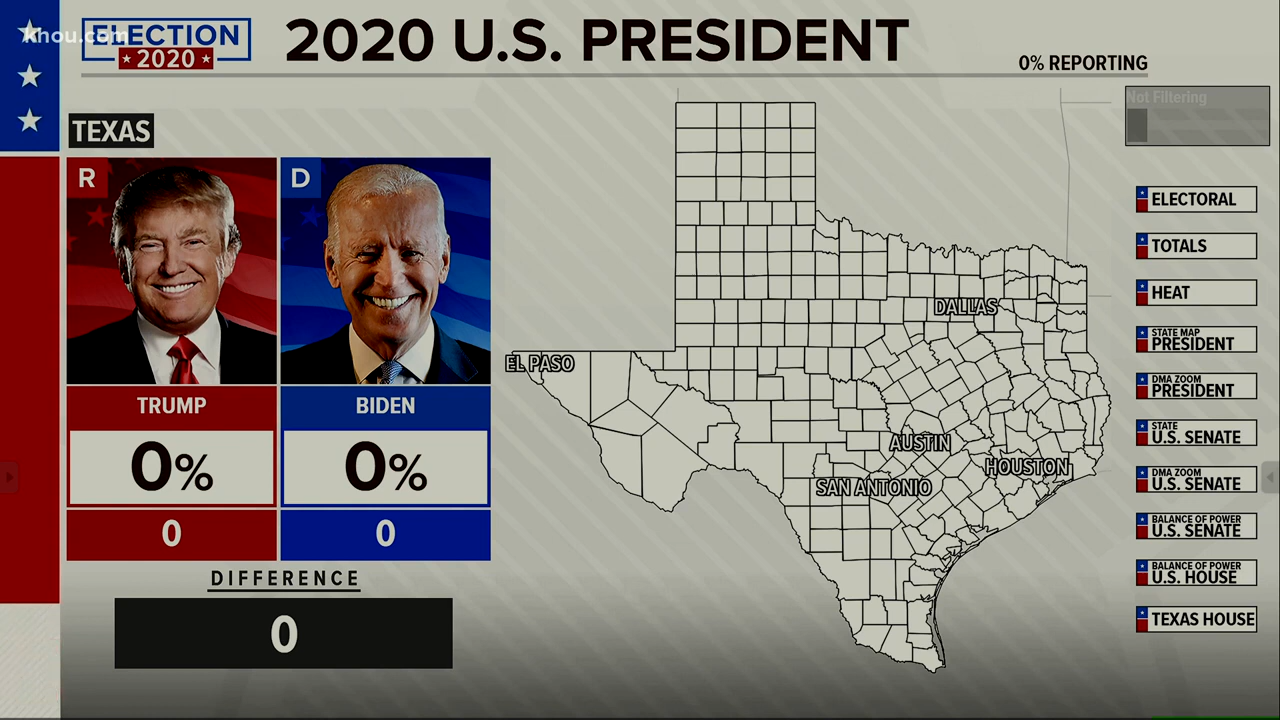 khou.com
ELECTION
2020
2020 U.S. PRESIDENT
0% REPORTING
Not Filtering
TEXAS
R
D
TRUMP
BIDEN
0%
0%
0
0
DIFFERENCE
0
DALLAS
EL PASO
AUSTIN
HOUSTON
SAN ANTONIO
ELECTORAL
TOTALS
HEAT
STATE MAP
PRESIDENT
DMA ZOOM
PRESIDENT
STATE
U.S. SENATE
DMA ZOOM
U.S. SENATE
BALANCE OF POWER
U.S. SENATE
BALANCE OF POWER
U.S. HOUSE
TEXAS HOUSE